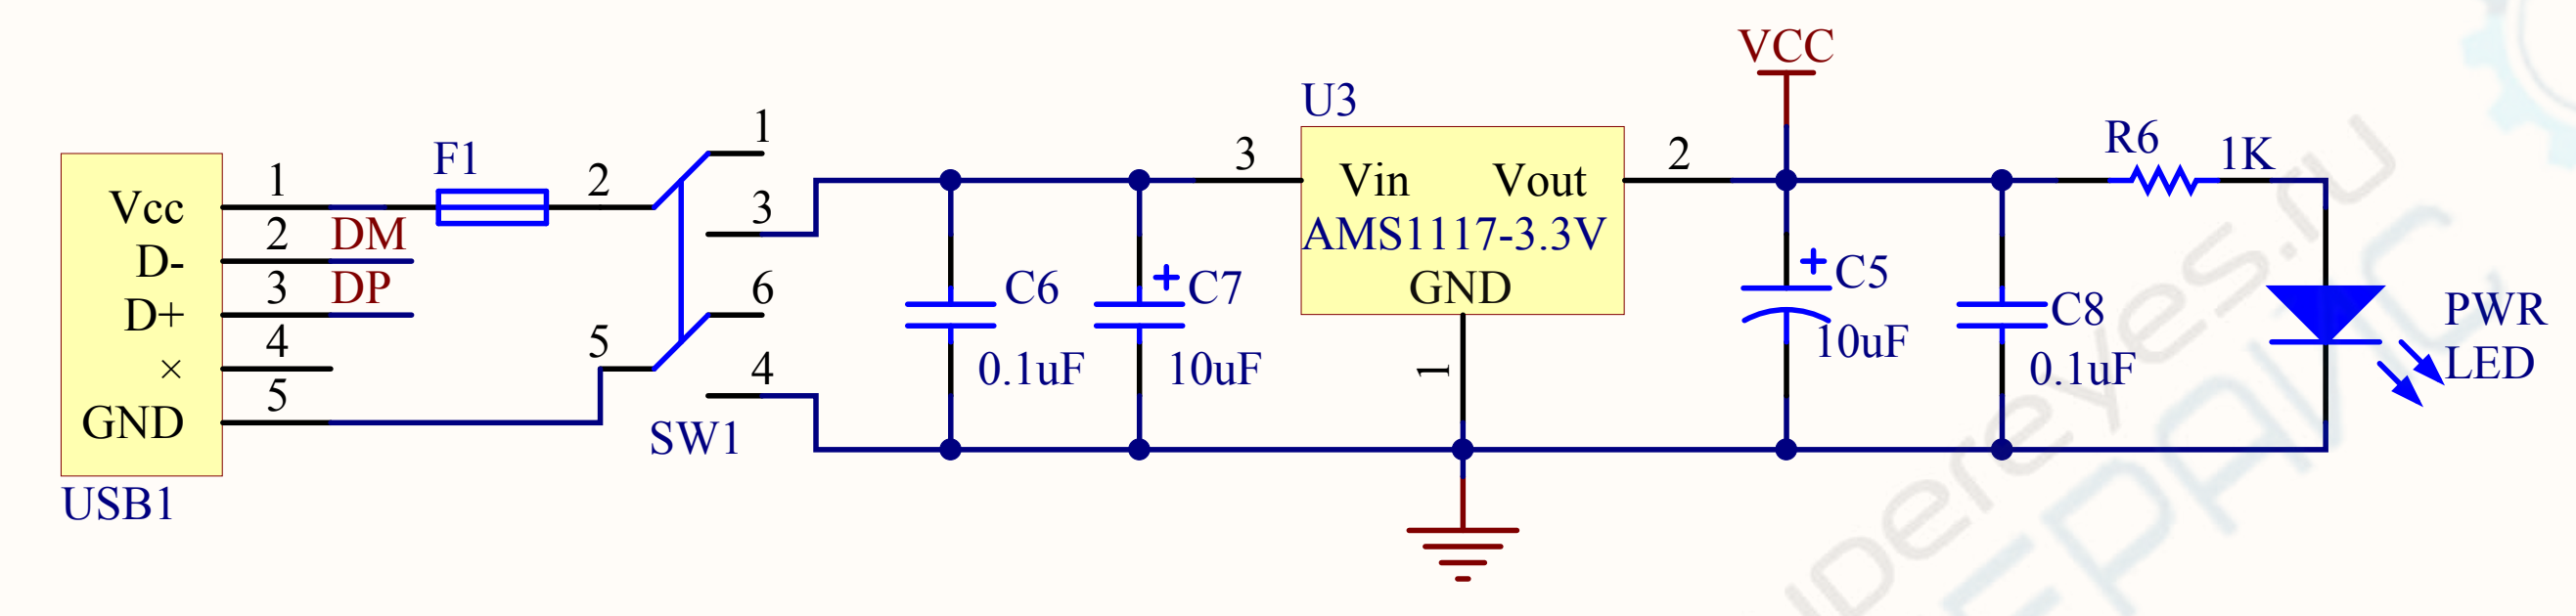 VCC
U3
1
F1
R6
1K
3
2
1
2
Vcc
Vin
Vout
3
2
DM
AMS1117-3.3V
D-
3
DP
6
C6
C7
GND
C5
C8
PWR
LED
D+
4
5
4
0.1uF
10uF
1
10uF
0.1uF
×
5
GND
SW1
USB1